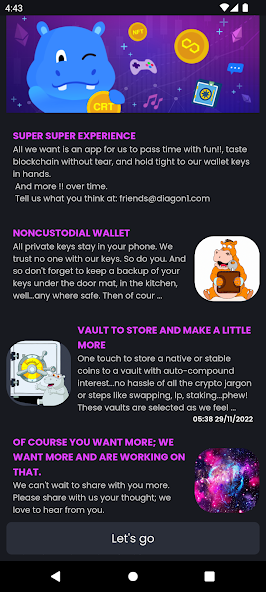 4:43
NFT
CRT
SUPER SUPER EXPERIENCE
All we want is an app for us to pass time with fun!!, taste
blockchain without tear, and hold tight to our wallet keys
in hands.
And more !! over time.
Tell us what you think at: friends@diagon1.com
NONCUSTODIAL WALLET
All private keys stay in your phone. We
trust no one with our keys. So do you. And
so don't forget to keep a backup of your
keys under the door mat, in the kitchen,
well...any where safe. Then of cour ...
VAULT TO STORE AND MAKE A LITTLE
MORE
One touch to store a native or stable
coins to a vault with auto-compound
interest...no hassle of all the crypto jargon
or steps like swapping, lp, staking...phew!
These vaults are selected as we feel ...
05:38 29/11/2022
OF COURSE YOU WANT MORE; WE
WANT MORE AND ARE WORKING ON
THAT.
We can't wait to share with you more.
Please share with us your thought; we
love to hear from you.
Let's go